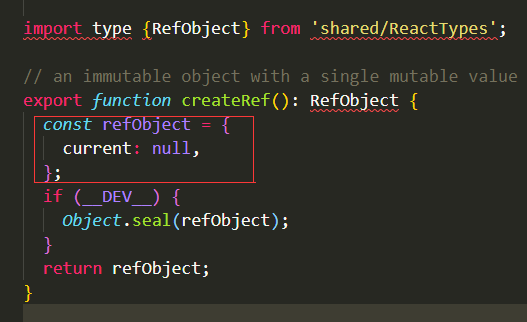 import type {RefObject} from 'shared/ReactTypes';
// an immutable object with a single mutable value
export function createRef(): RefObject {
const refObject = {
current: null,
};
if (__DEV__) {
Object.seal(refObject);
}
return refObject;
}